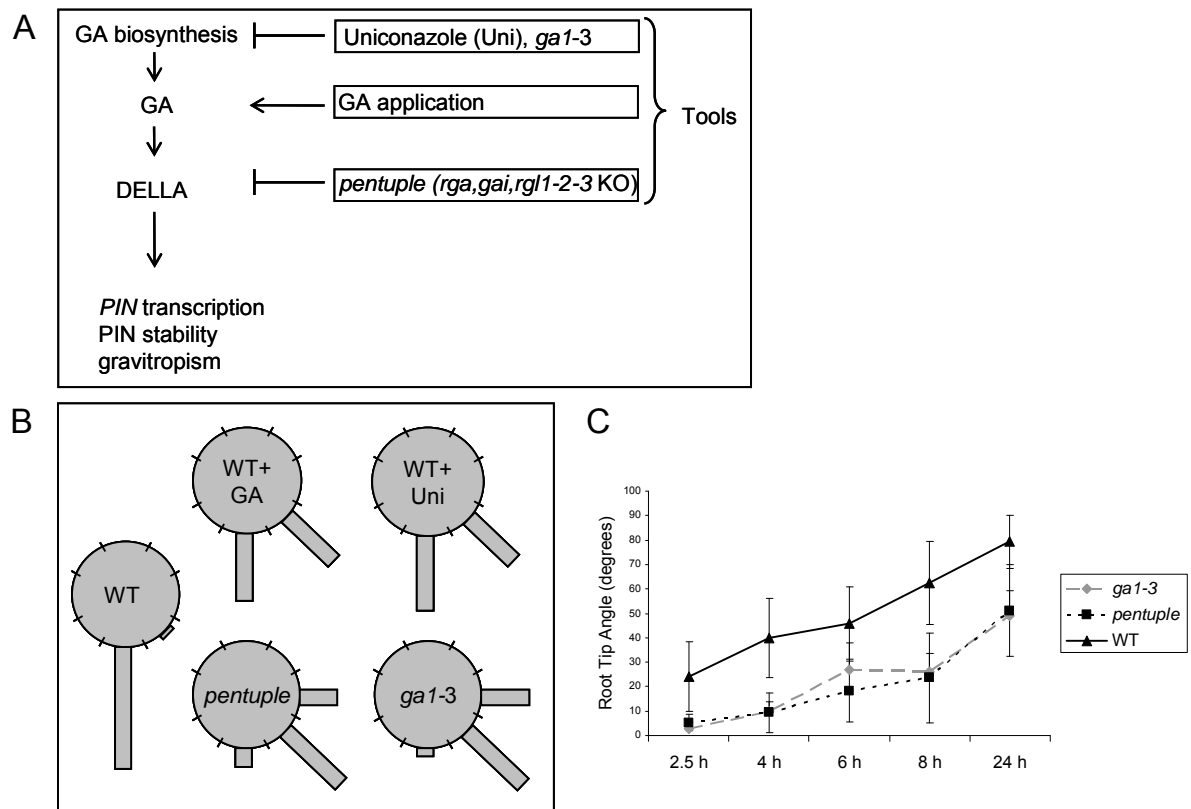 A
GA biosynthesis
Uniconazole (Uni), ga1-3
GA
GA application
Tools
DELLA
pentuple (rga,gai,rgl1-2-3 KO)
PIN transcription
PIN stability
gravitropism
B
WT
WT+
GA
WT+
Uni
pentuple
ga1-3
C
Root Tip Angle (degrees)
100
90
80
70
60
50
40
30
20
10
0
2.5 h 4 h 6 h 8 h 24 h
ga1-3
pentuple
WT